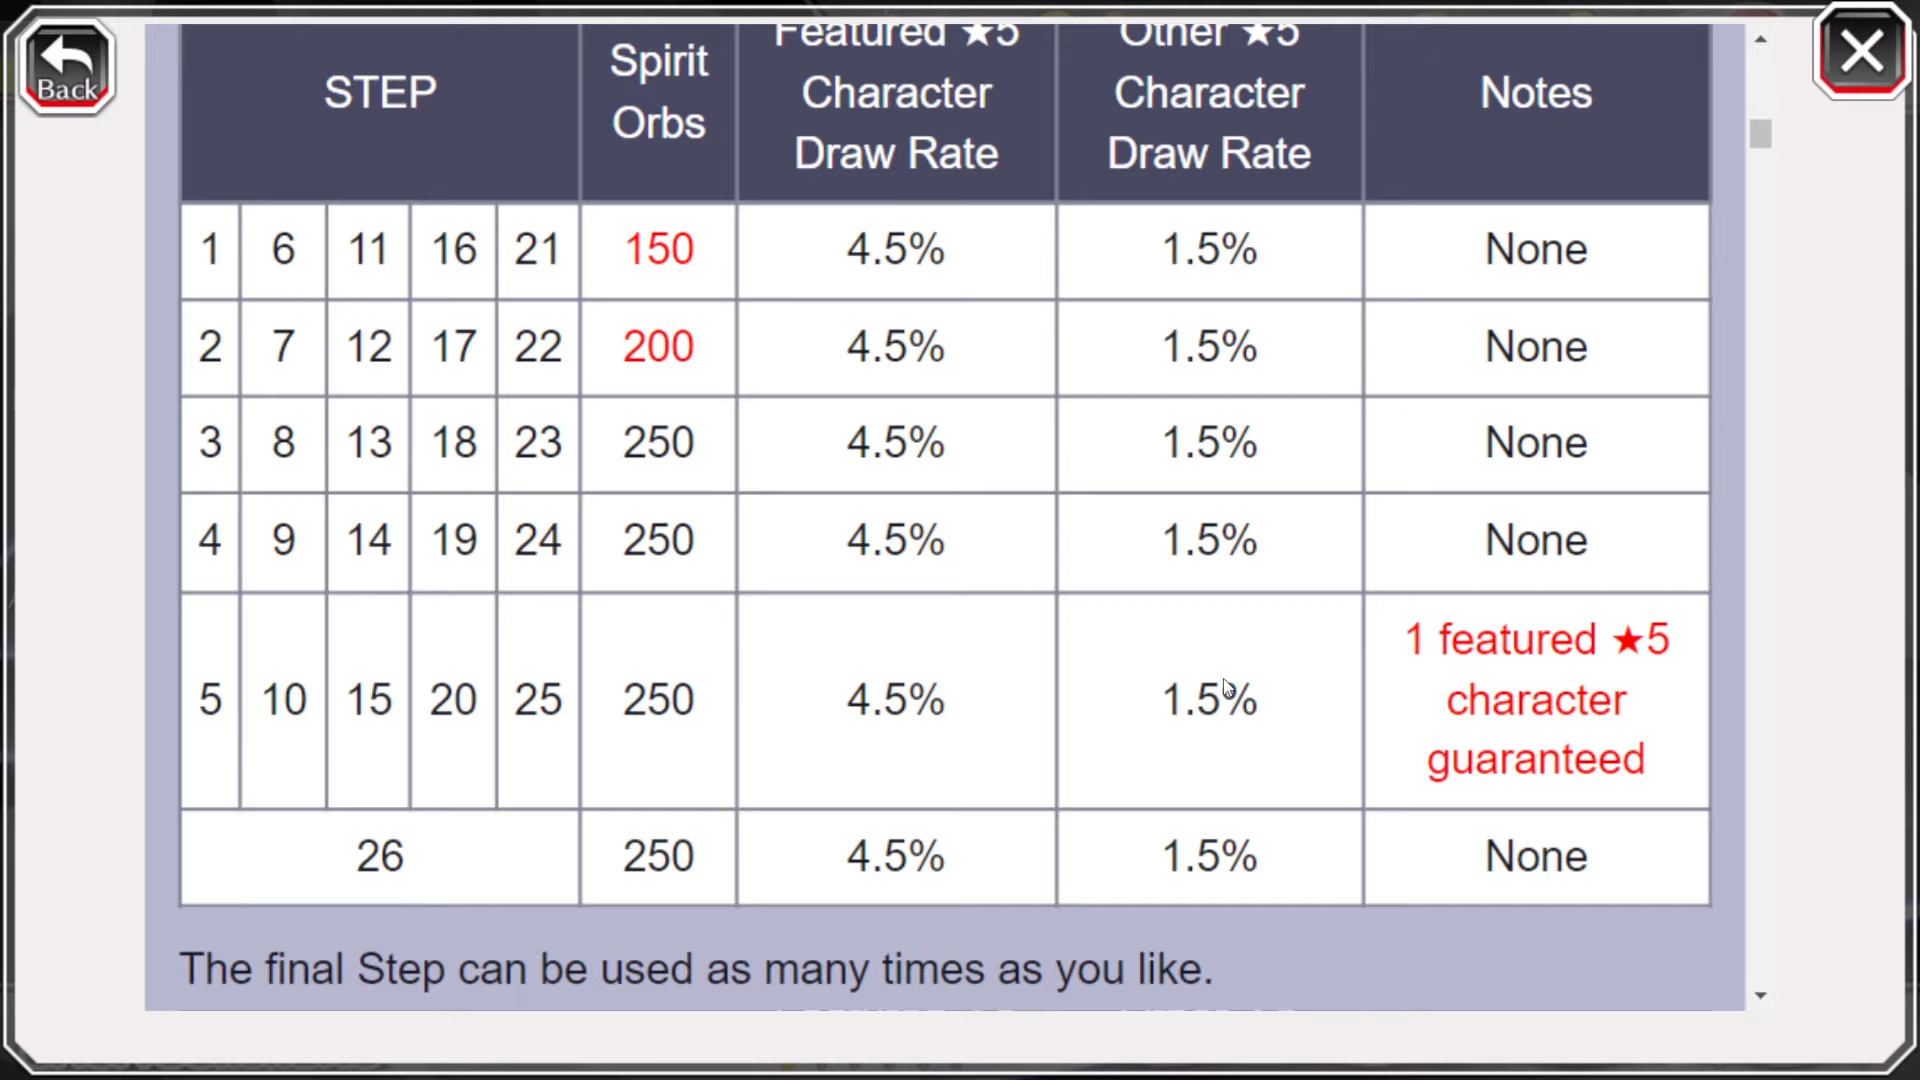 Back
STEP
Spirit
Orbs
Featured ★5
Character
Draw Rate
Other ★5
Character
Draw Rate
Notes
1 6 11 16 21 150 4.5% 1.5% None
2 7 12 17 22 200 4.5% 1.5% None
3 8 13 18 23 250 4.5% 1.5% None
4 9 14 19 24 250 4.5% 1.5% None
5 10 15 20 25 250 4.5% 1.5% 1 featured ★5
character
guaranteed
26 250 4.5% 1.5% None
The final Step can be used as many times as you like.